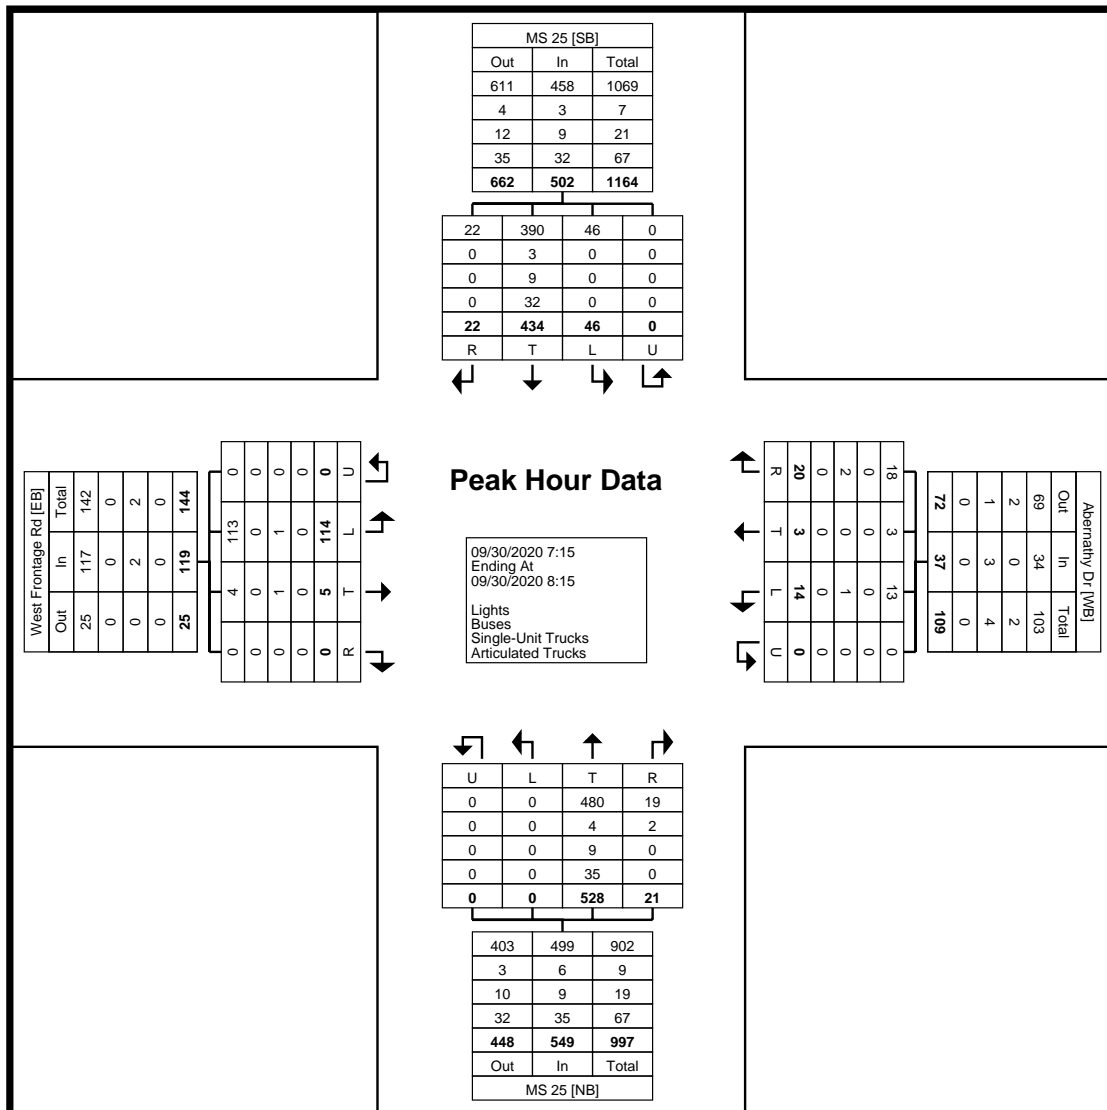 MS 25 [SB]
Out In Total
611 458 1069
4 3 7
12 9 21
35 32 67
662 502 1164
22 390 46 0
0 3 0 0
0 9 0 0
0 32 0 0
22 434 46 0
R T L U
West Frontage Rd [EB]
Total In Out
142 117 25
0 0 0
2 2 0
0 0 0
144 119 25
0 113 4 0
0 0 0 0
0 1 1 0
0 0 0 0
0 114 5 0
U L T R
Peak Hour Data
09/30/2020 7:15
Ending At
09/30/2020 8:15
Lights
Buses
Single-Unit Trucks
Articulated Trucks
Abernathy Dr [WB]
Out In Total
69 34 103
2 0 2
1 3 4
0 0 0
72 37 109
18 3 13 0
0 0 0 0
2 0 1 0
0 0 0 0
20 3 14 0
R T L U
U L T R
0 0 480 19
0 0 4 2
0 0 9 0
0 0 35 0
0 0 528 21
403 499 902
3 6 9
10 9 19
32 35 67
448 549 997
Out In Total
MS 25 [NB]